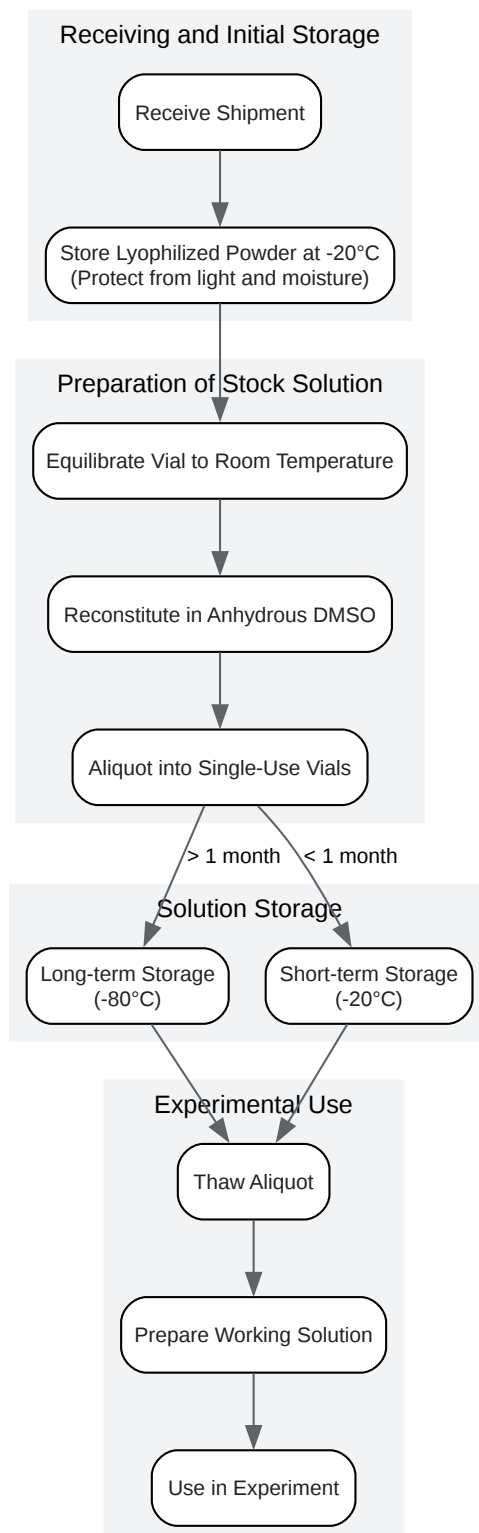 Receiving and Initial Storage
Receive Shipment
Store Lyophilized Powder at -20°C
(Protect from light and moisture)
Preparation of Stock Solution
Equilibrate Vial to Room Temperature
Reconstitute in Anhydrous DMSO
Aliquot into Single-Use Vials
> 1 month
< 1 month
Solution Storage
Long-term Storage
(-80°C)
Short-term Storage
(-20°C)
Experimental Use
Thaw Aliquot
Prepare Working Solution
Use in Experiment